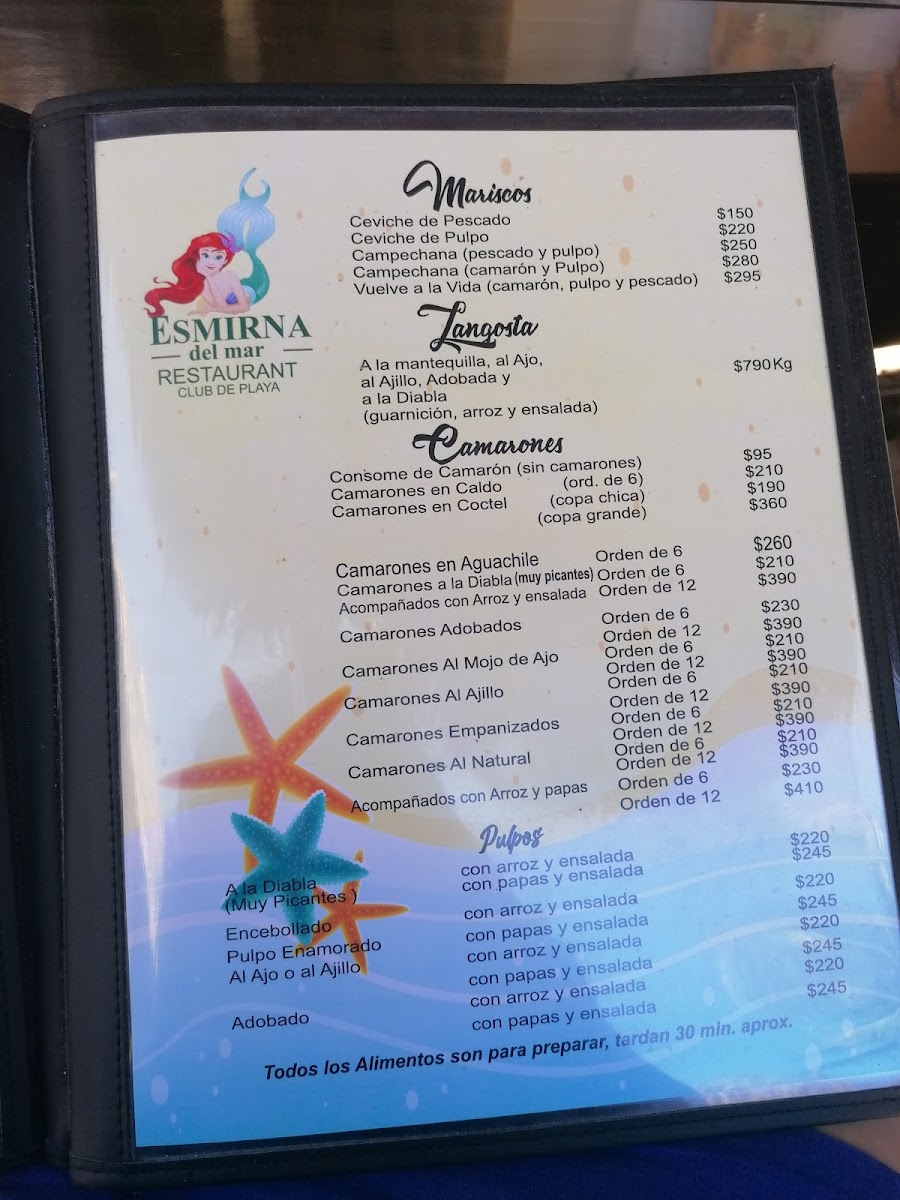 ESMIRNA
del mar
RESTAURANT
CLUB DE PLAYA
Mariscos
Ceviche de Pescado $150
Ceviche de Pulpo $220
Campechana (pescado y pulpo) $250
Campechana (camarón y Pulpo) $280
Vuelve a la Vida (camarón, pulpo y pescado) $295
Langosta
A la mantequilla, al Ajo, $790Kg
al Ajillo, Adobada y
a la Diabla
(guarnición, arroz y ensalada)
Camarones
Consome de Camarón (sin camarones) $95
Camarones en Caldo (ord. de 6) $210
Camarones en Coctel (copa chica) $190
(copa grande) $360
Camarones en Aguachile Orden de 6 $260
Camarones a la Diabla (muy picantes) Orden de 6 $210
Acompañados con Arroz y ensalada Orden de 12 $390
Camarones Adobados Orden de 6 $230
Orden de 12 $390
Camarones Al Mojo de Ajo Orden de 6 $210
Orden de 12 $390
Camarones Al Ajillo Orden de 6 $210
Orden de 12 $390
Camarones Empanizados Orden de 6 $210
Orden de 12 $390
Camarones Al Natural Orden de 6 $210
Orden de 12 $390
Acompañados con Arroz y papas Orden de 6 $230
Orden de 12 $410
Pulpos
A la Diabla con arroz y ensalada $220
(Muy Picantes) con papas y ensalada $245
Encebollado con arroz y ensalada $220
Pulpo Enamorado con papas y ensalada $245
Al Ajo o al Ajillo con arroz y ensalada $220
con papas y ensalada $245
Adobado con arroz y ensalada $220
con papas y ensalada $245
Todos los Alimentos son para preparar, tardan 30 min. aprox.